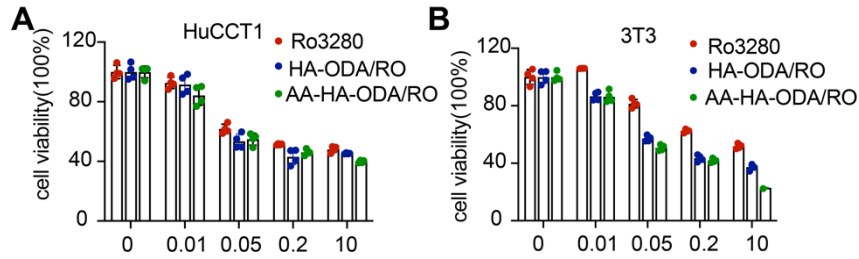 A
HuCCT1
cell viability(100%)
120
80
40
0
Ro3280
HA-ODA/RO
AA-HA-ODA/RO
0 0.01 0.05 0.2 10
B
3T3
cell viability(100%)
120
80
40
0
Ro3280
HA-ODA/RO
AA-HA-ODA/RO
0 0.01 0.05 0.2 10